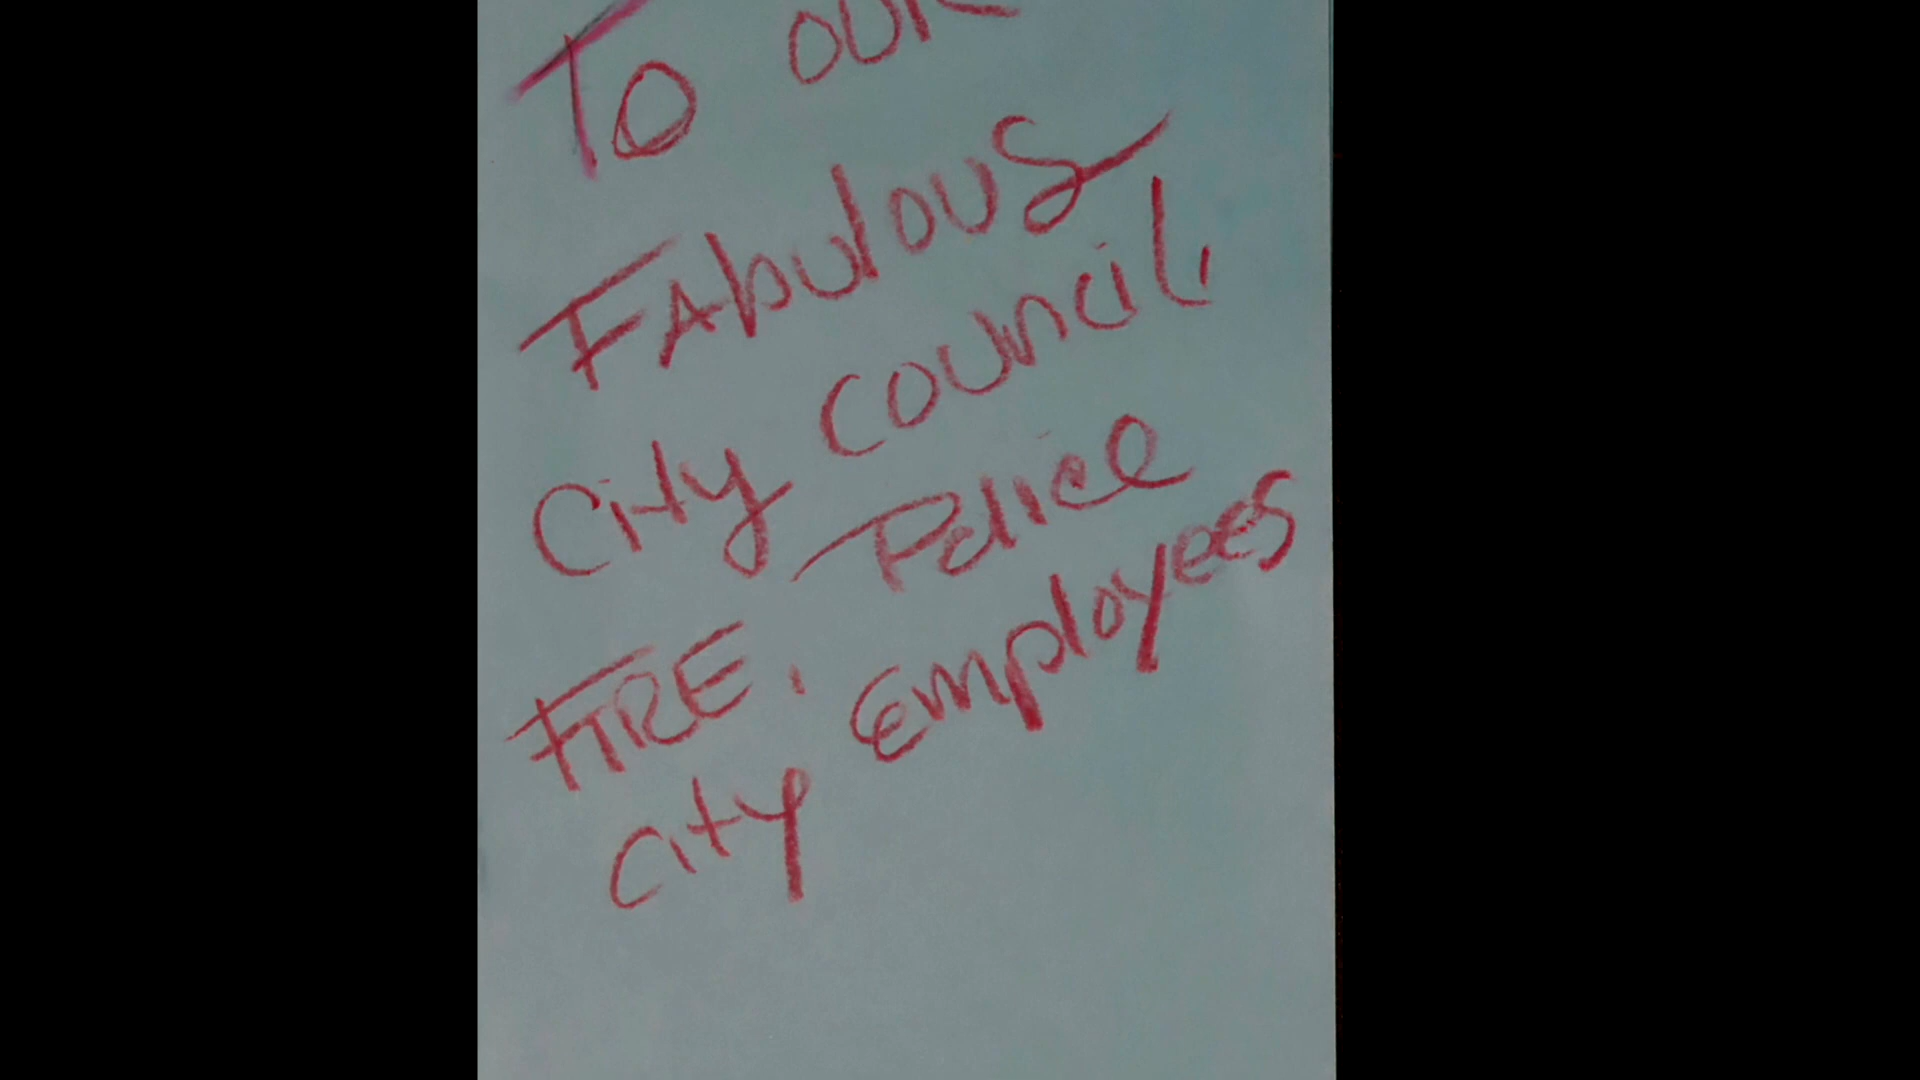 To OUR
FAbulous
City COUNCIL,
Police
FIRE,
City Employees